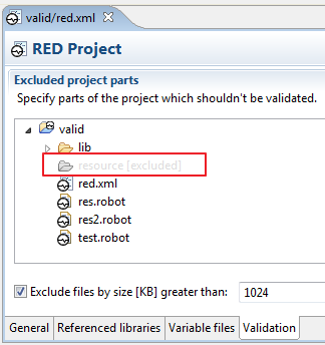 valid/red.xml
RED Project
Excluded project parts
Specify parts of the project which shouldn't be validated.
valid
lib
resource [excluded]
red.xml
res.robot
res2.robot
test.robot
Exclude files by size [KB] greater than: 1024
General Referenced libraries Variable files Validation